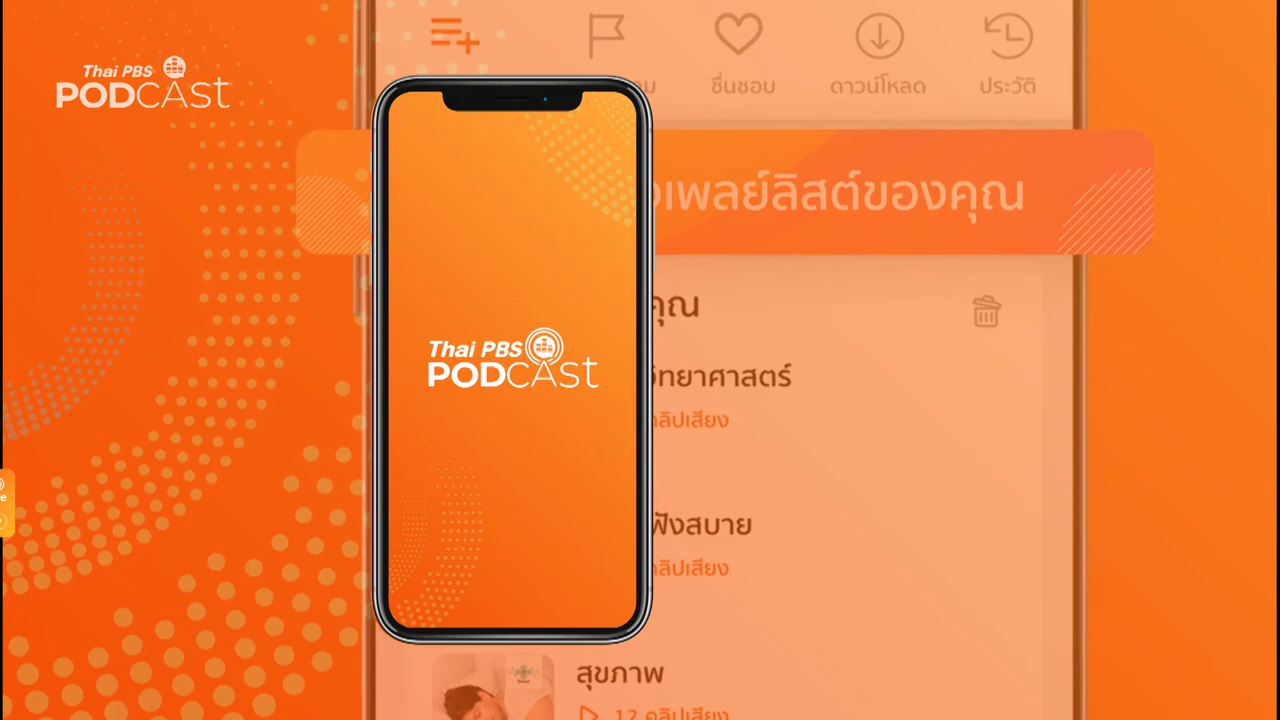 Thai PBS
PODCAST
ชื่นชอบ
ดาวน์โหลด
ประวัติ
เพลย์ลิสต์ของคุณ
Thai PBS
PODCAST
คุณ
วิทยาศาสตร์
คลิปเสียง
ฟังสบาย
คลิปเสียง
สุขภาพ
12 คลิปเสียง